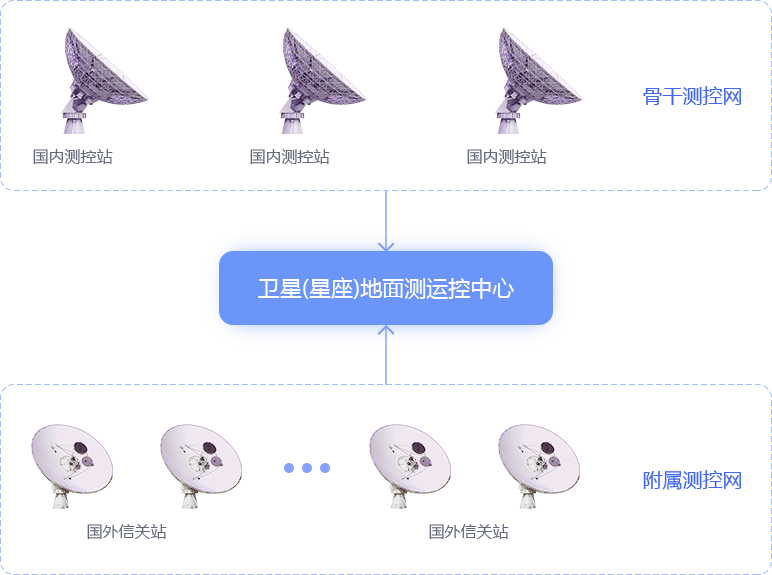 骨干测控网
国内测控站
国内测控站
国内测控站
卫星(星座)地面测运控中心
附属测控网
国外信关站
国外信关站